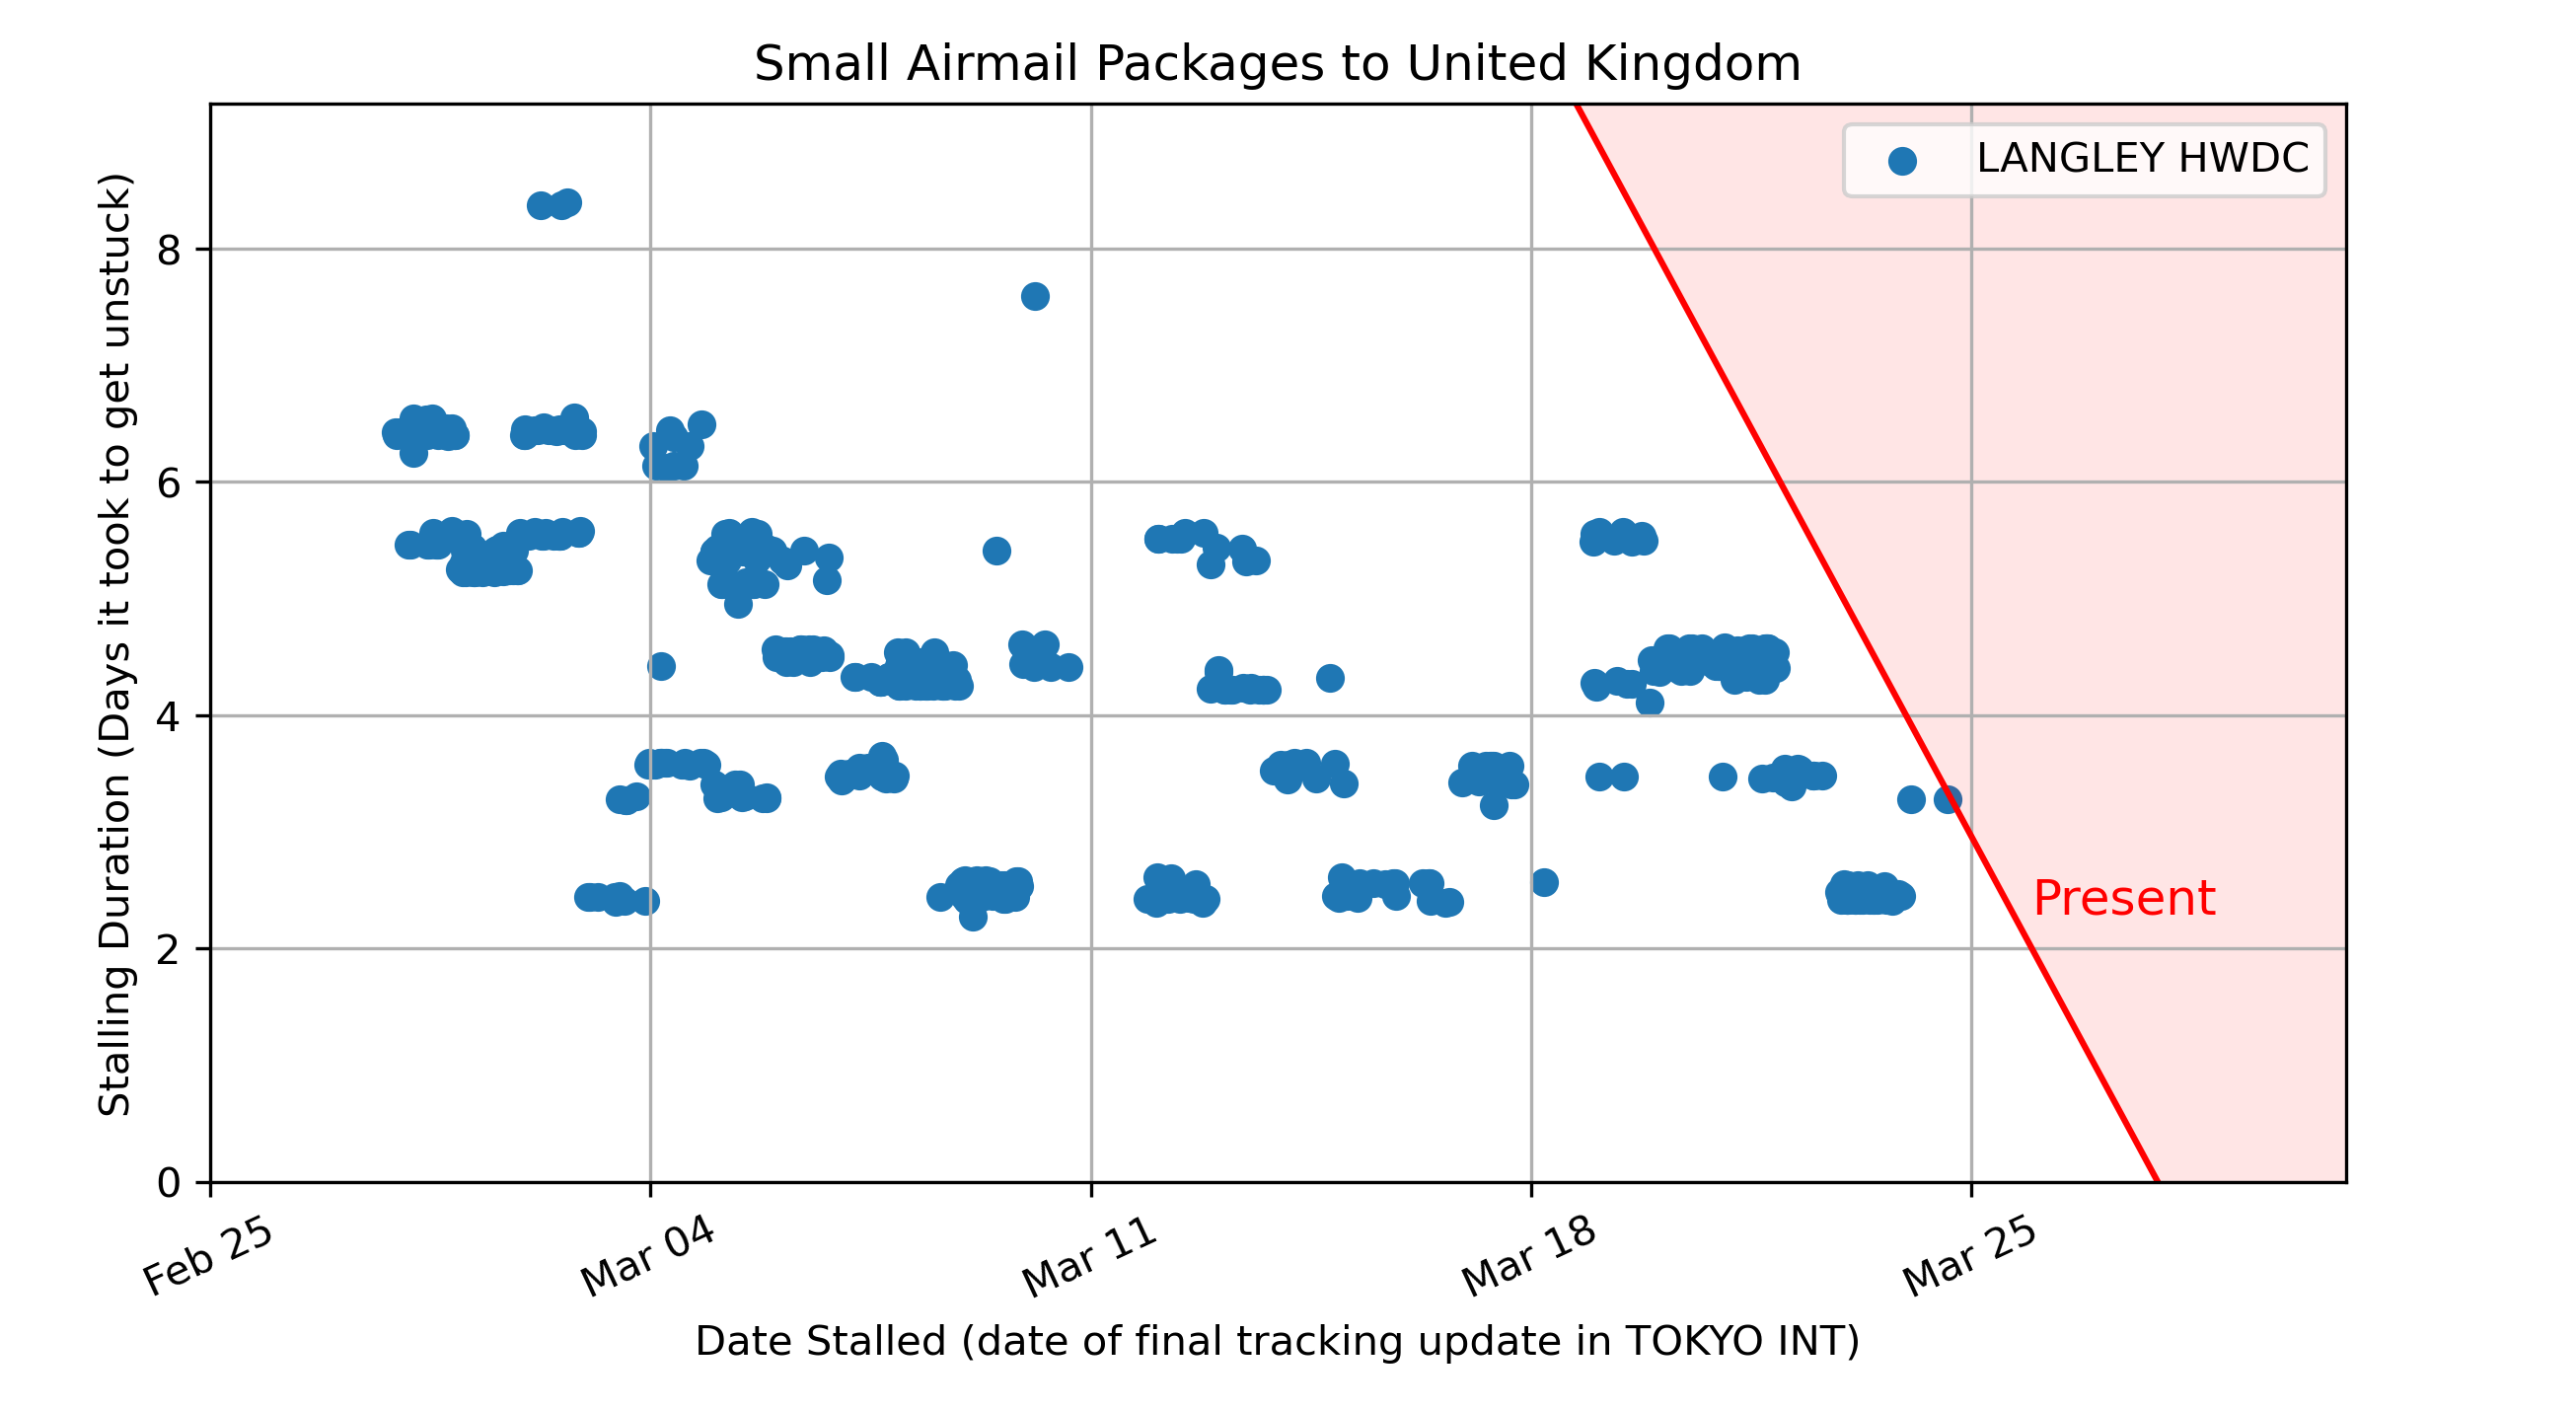 Small Airmail Packages to United Kingdom
LANGLEY HWDC
Stalling Duration (Days it took to get unstuck)
8
6
4
2
0
Present
Feb 25
Mar 04
Mar 11
Mar 18
Mar 25
Date Stalled (date of final tracking update in TOKYO INT)